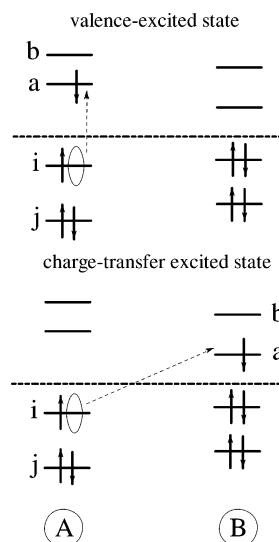 valence-excited state
b
a
i
j
charge-transfer excited state
b
a
i
j
A B